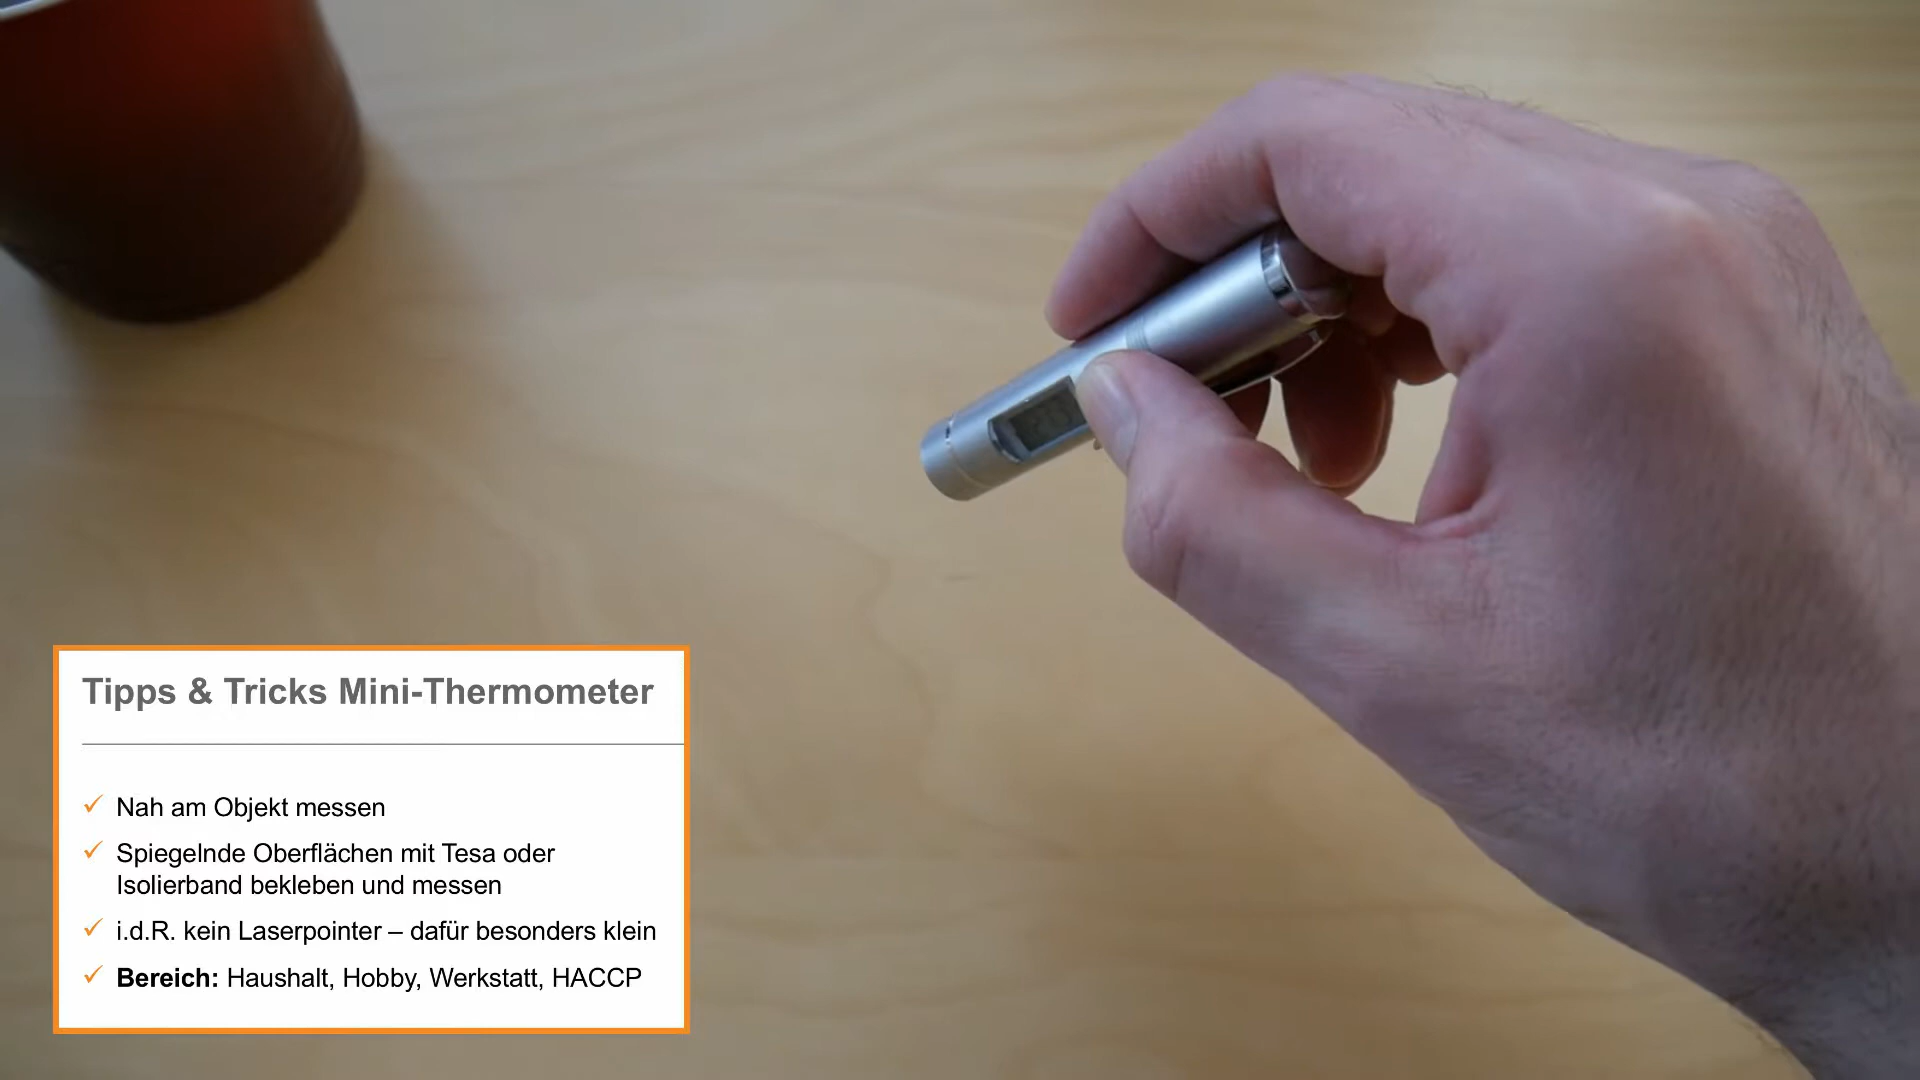 Tipps & Tricks Mini-Thermometer
Nah am Objekt messen
Spiegelnde Oberflächen mit Tesa oder
Isolierband bekleben und messen
i.d.R. kein Laserpointer – dafür besonders klein
Bereich: Haushalt, Hobby, Werkstatt, HACCP